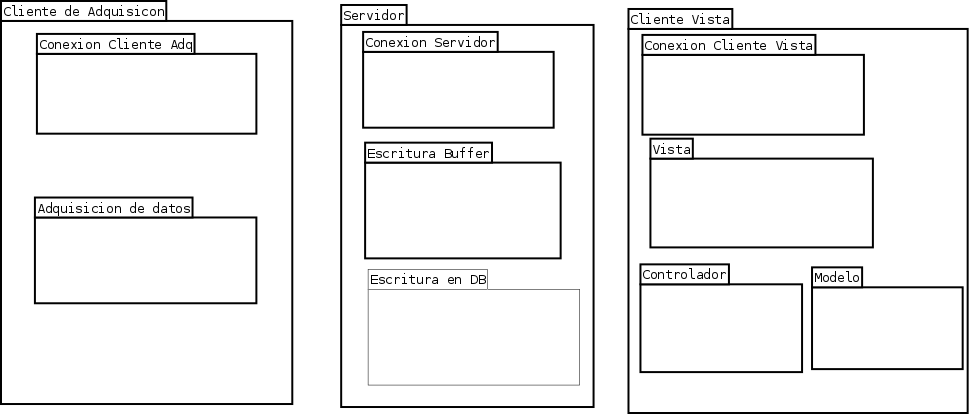 Cliente de Adquisicon
Conexion Cliente Adq
Adquisicion de datos
Servidor
Conexion Servidor
Escritura Buffer
Escritura en DB
Cliente Vista
Conexion Cliente Vista
Vista
Controlador
Modelo